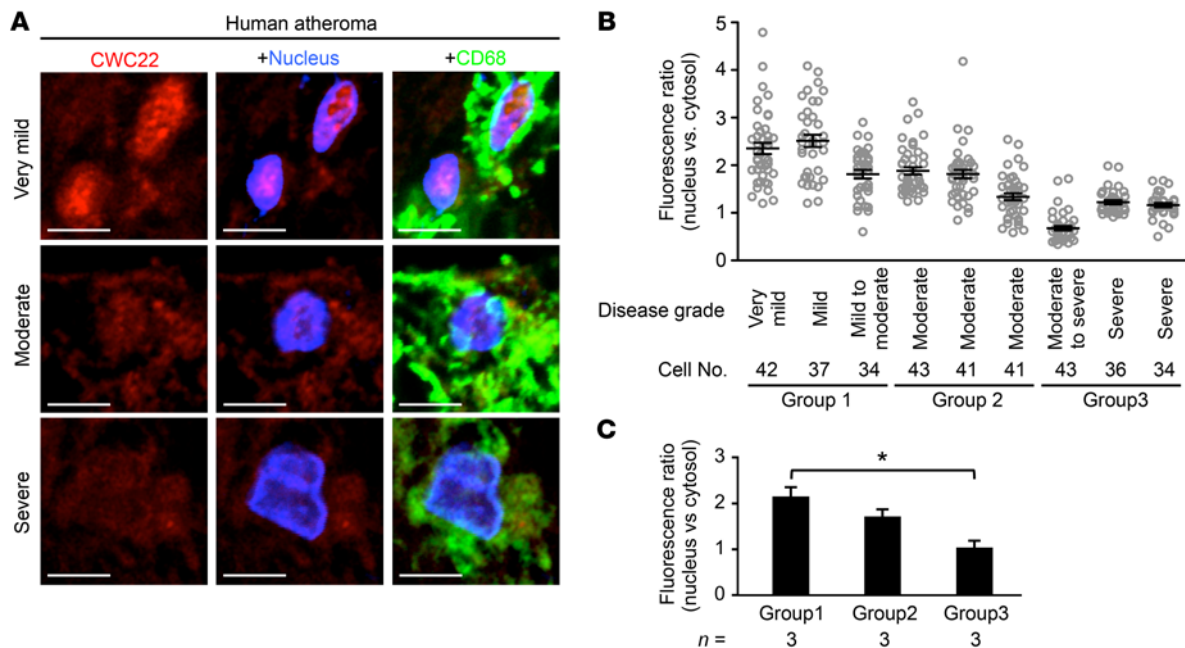 A
Human atheroma
CWC22
+Nucleus
+CD68
Very mild
Moderate
Severe
B
Fluorescence ratio
(nucleus vs. cytosol)
5
4
3
2
1
0
Disease grade
Very
mild
Mild
Mild to
moderate
Moderate
Moderate
Moderate
Moderate
to severe
Severe
Severe
Cell No. 42 37 34 43 41 41 43 36 34
Group 1 Group 2 Group3
C
Fluorescence ratio
(nucleus vs cytosol)
3
2
1
0
*
Group1 Group2 Group3
n = 3 3 3